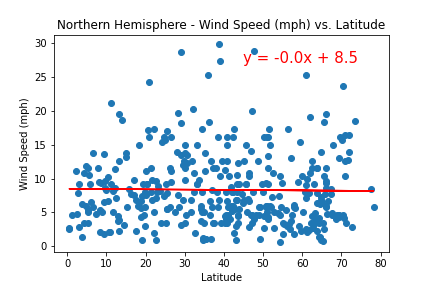 Northern Hemisphere - Wind Speed (mph) vs. Latitude
y = -0.0x + 8.5
30
25
20
15
10
5
0
Wind Speed (mph)
0 10 20 30 40 50 60 70 80
Latitude